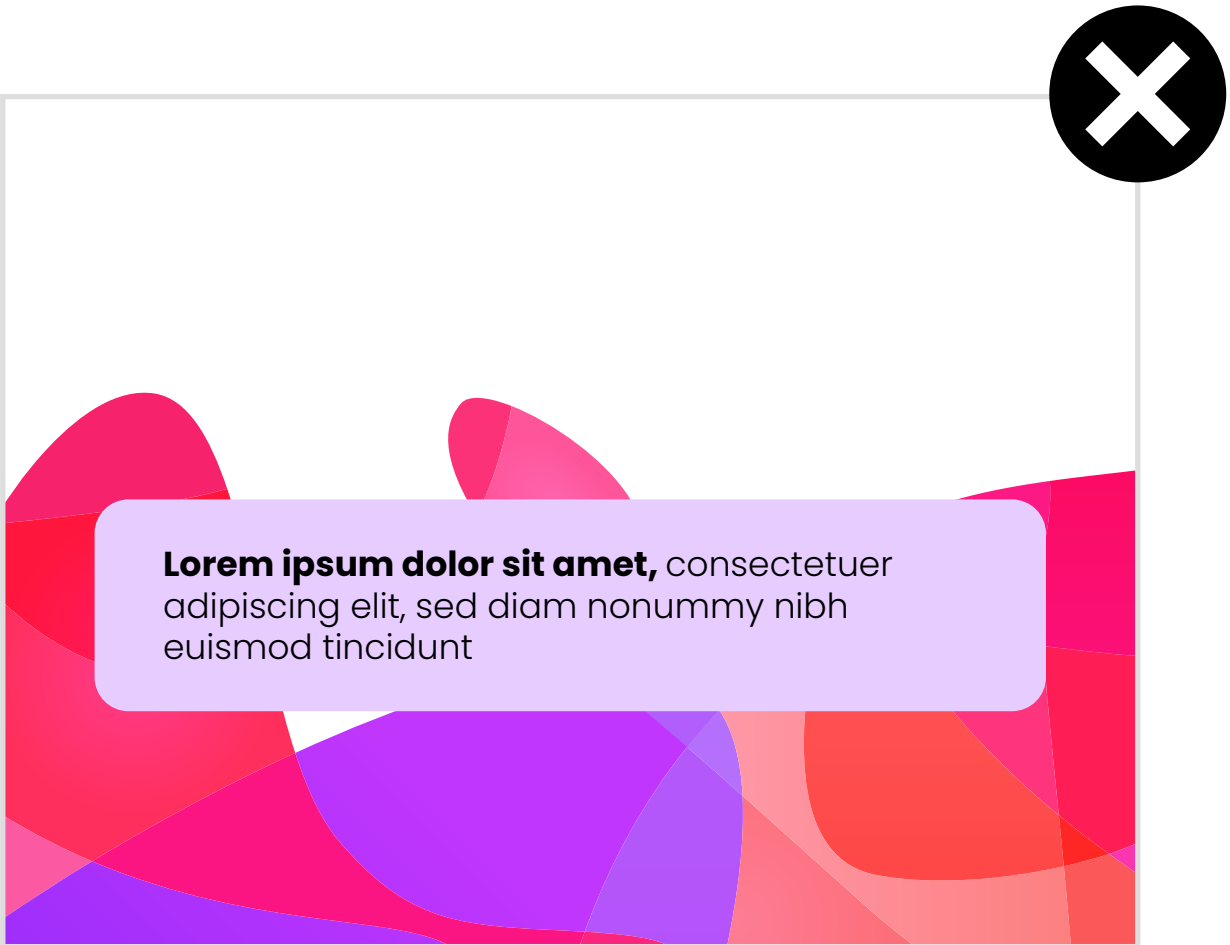 Lorem ipsum dolor sit amet, consectetuer
adipiscing elit, sed diam nonummy nibh
euismod tincidunt